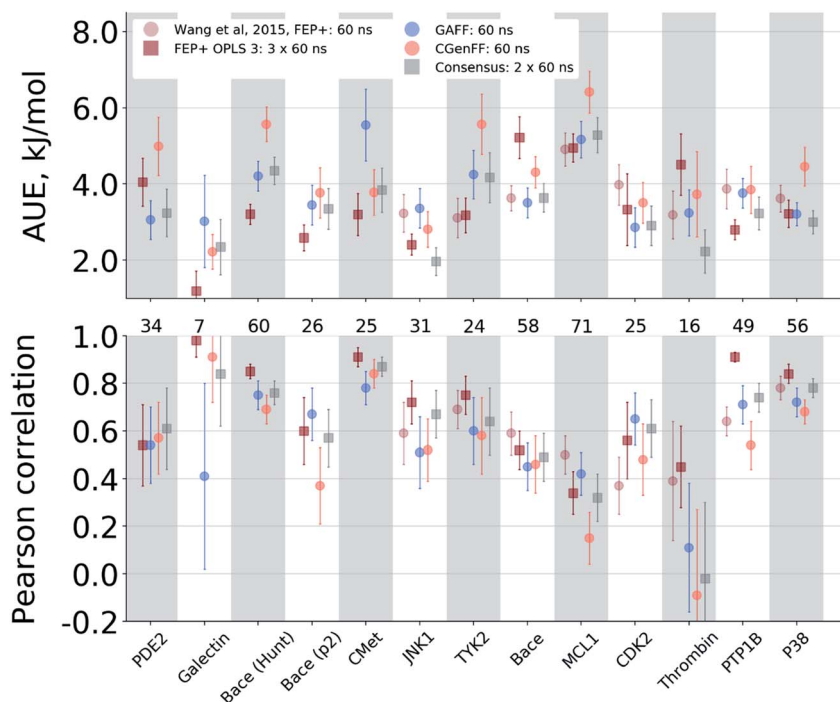 Wang et al, 2015, FEP+: 60 ns
FEP+ OPLS 3: 3 x 60 ns
GAFF: 60 ns
CGenFF: 60 ns
Consensus: 2 x 60 ns
AUE, kJ/mol
8.0
6.0
4.0
2.0
34 7 60 26 25 31 24 58 71 25 16 49 56
Pearson correlation
1.0
0.8
0.6
0.4
0.2
0.0
-0.2
PDE2
Galectin
Bace (Hunt)
Bace (p2)
CMet
JNK1
TYK2
Bace
MCL1
CDK2
Thrombin
PTP1B
P38